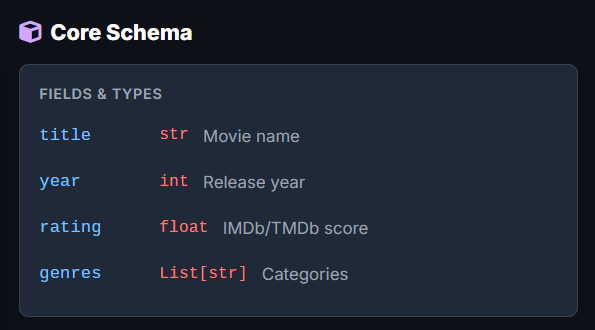 Core Schema
FIELDS & TYPES
title str Movie name
year int Release year
rating float IMDb/TMDb score
genres List[str] Categories